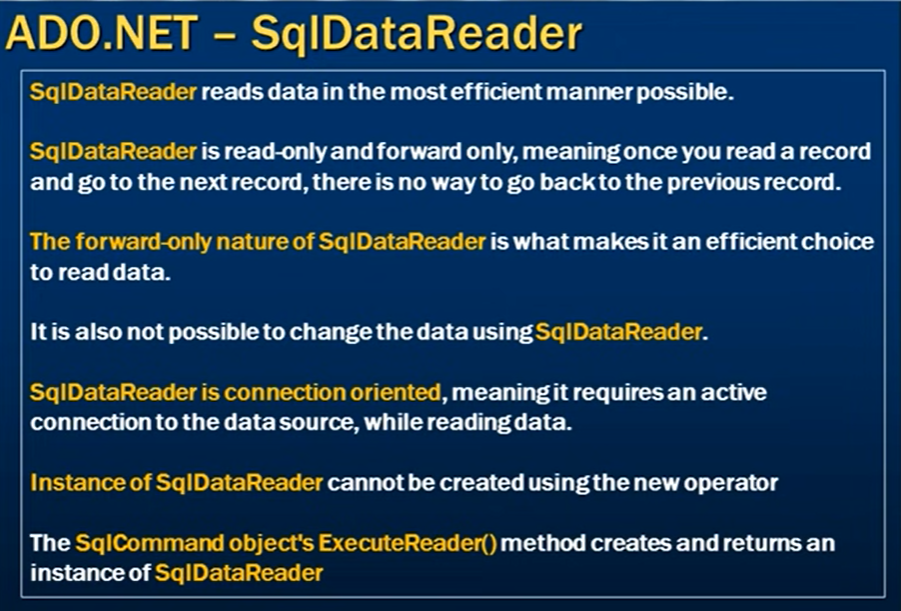 ADO.NET – SqlDataReader
SqlDataReader reads data in the most efficient manner possible.
SqlDataReader is read-only and forward only, meaning once you read a record
and go to the next record, there is no way to go back to the previous record.
The forward-only nature of SqlDataReader is what makes it an efficient choice
to read data.
It is also not possible to change the data using SqlDataReader.
SqlDataReader is connection oriented, meaning it requires an active
connection to the data source, while reading data.
Instance of SqlDataReader cannot be created using the new operator
The SqlCommand object's ExecuteReader() method creates and returns an
instance of SqlDataReader